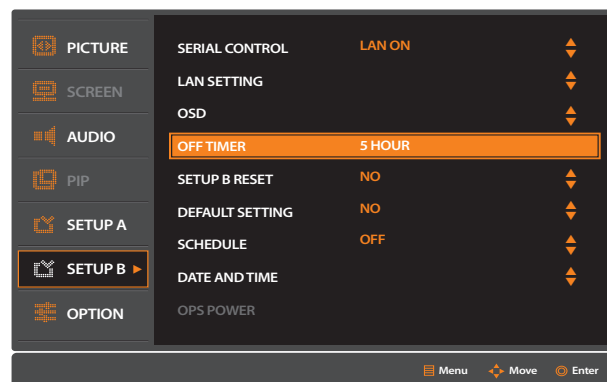 PICTURE
SCREEN
AUDIO
PIP
SETUP A
SETUP B
OPTION
SERIAL CONTROL LAN ON
LAN SETTING
OSD
OFF TIMER 5 HOUR
SETUP B RESET NO
DEFAULT SETTING NO
SCHEDULE OFF
DATE AND TIME
OPS POWER
Menu Move Enter